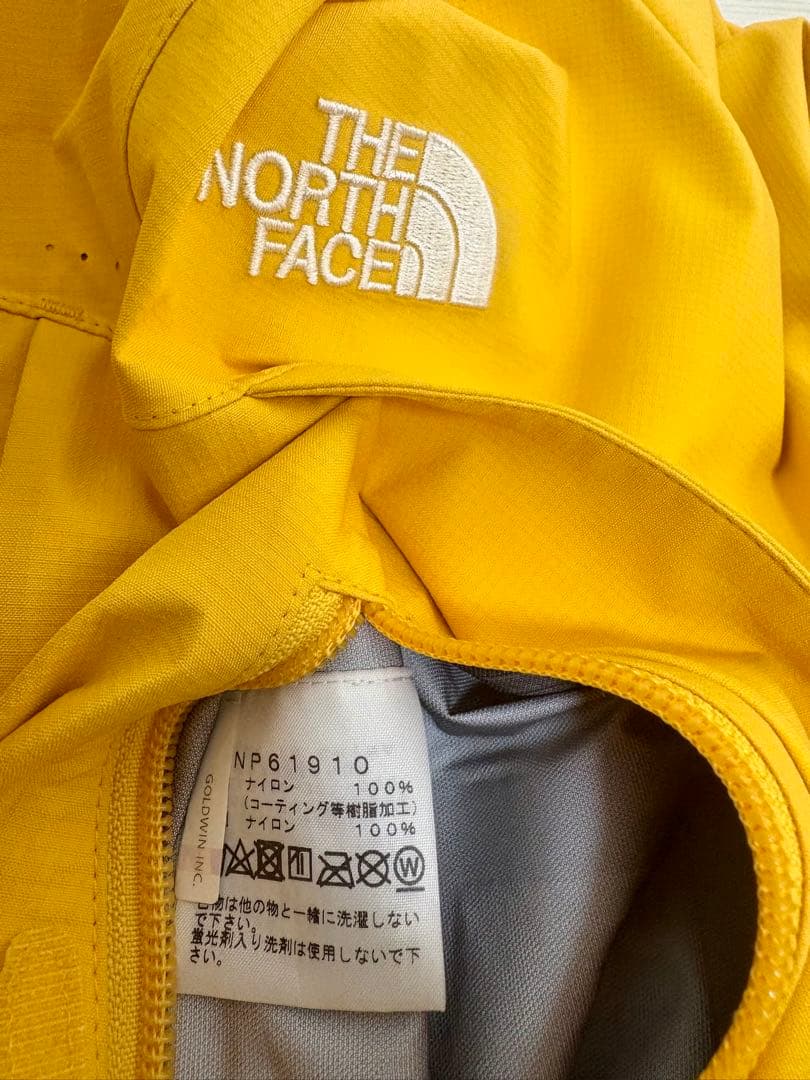 THE
NORTH
FACE
NP61910
ナイロン 100%
(コーティング等樹脂加工)
ナイロン 100%
W
物は他の物と一緒に洗濯しない
で下さい。
蛍光剤入り洗剤は使用しないで下
さい。
GOLDWIN INC.